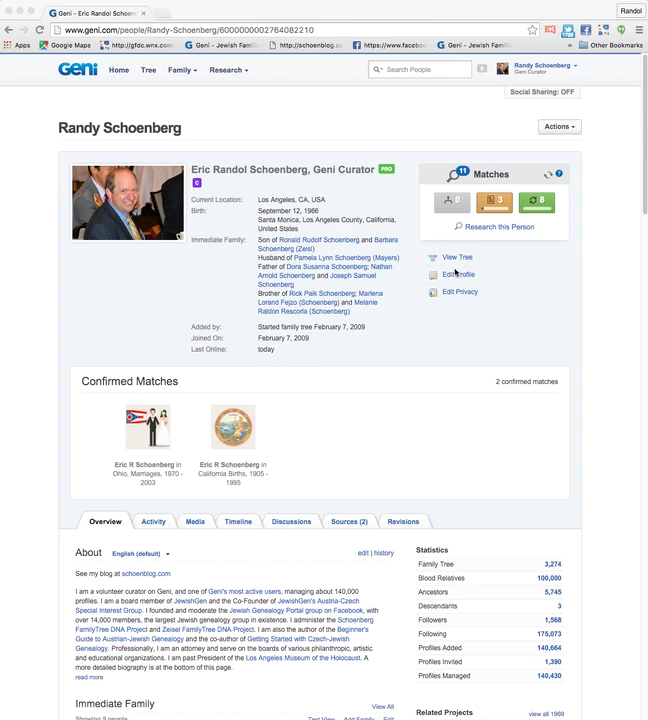 Geni - Eric Randol Schoen
Randol
www.geni.com/people/Randy-Schoenberg/6000000002764082210
Apps Google Maps http://gfdc.wnx.com Geni - Jewish Famil http://schoenblog.co https://www.faceboo Geni - Jewish Famil » Other Bookmarks
Geni Home Tree Family Research Search People Randy Schoenberg
Geni Curator
Social Sharing: OFF
Randy Schoenberg Actions
Eric Randol Schoenberg, Geni Curator PRO
C
Current Location: Los Angeles, CA, USA
Birth: September 12, 1966
Santa Monica, Los Angeles County, California,
United States
Immediate Family: Son of Ronald Rudolf Schoenberg and Barbara
Schoenberg (Zeisl)
Husband of Pamela Lynn Schoenberg (Mayers)
Father of Dora Susanna Schoenberg; Nathan
Arnold Schoenberg and Joseph Samuel
Schoenberg
Brother of Rick Paik Schoenberg; Marlena
Lorand Fejzo (Schoenberg) and Melanie
Raldon Rescorla (Schoenberg)
Added by: Started family tree February 7, 2009
Joined On: February 7, 2009
Last Online: today
11 Matches ?
0 3 8
Research this Person
View Tree
Edit Profile
Edit Privacy
Confirmed Matches 2 confirmed matches
Eric R Schoenberg in
Ohio, Marriages, 1970 -
2003
Eric R Schoenberg in
California Births, 1905 -
1995
Overview Activity Media Timeline Discussions Sources (2) Revisions
About English (default) edit | history
See my blog at schoenblog.com
I am a volunteer curator on Geni, and one of Geni's most active users, managing about 140,000
profiles. I am a board member of JewishGen and the Co-Founder of JewishGen's Austria-Czech
Special Interest Group. I founded and moderate the Jewish Genealogy Portal group on Facebook, with
over 14,000 members, the largest Jewish genealogy group in existence. I administer the Schoenberg
FamilyTree DNA Project and Zeisel FamilyTree DNA Project. I am also the author of the Beginner's
Guide to Austrian-Jewish Genealogy and the co-author of Getting Started with Czech-Jewish
Genealogy. Professionally, I am an attorney and serve on the boards of various philanthropic, artistic
and educational organizations. I am past President of the Los Angeles Museum of the Holocaust. A
more detailed biography is at the bottom of this page.
read more
Immediate Family View All
Showing 8 people Text View Add Family Edit
Statistics
Family Tree 3,274
Blood Relatives 100,000
Ancestors 5,745
Descendants 3
Followers 1,568
Following 175,073
Profiles Added 140,664
Profiles Invited 1,390
Profiles Managed 140,430
Related Projects view all 1969